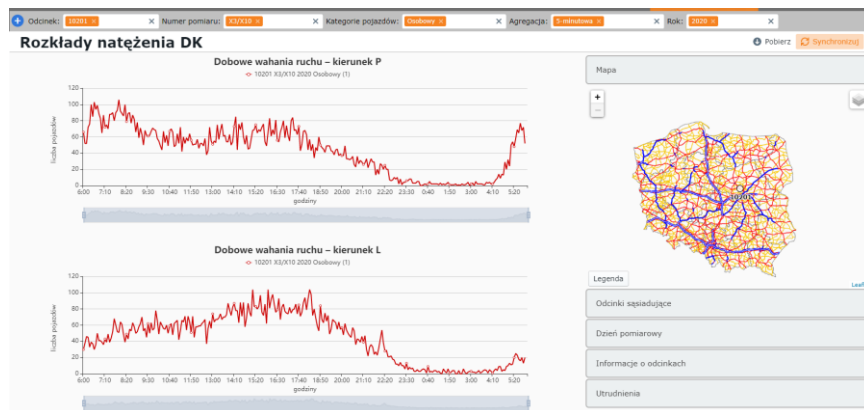 Odcinek: 10201 × × Numer pomiaru: X3/X10 × × Kategorie pojazdów: Osobowy × × Agregacja: 5-minutowa × × Rok: 2020 × ×
Rozkłady natężenia DK
Pobierz Synchronizuj
Dobowe wahania ruchu – kierunek P
10201 X3/X10 2020 Osobowy (1)
liczba pojazdów
120
100
80
60
40
20
0
6:00 7:10 8:20 9:30 10:40 11:50 13:00 14:10 15:20 16:30 17:40 18:50 20:00 21:10 22:20 23:30 0:40 1:50 3:00 4:10 5:20
godziny
Dobowe wahania ruchu – kierunek L
10201 X3/X10 2020 Osobowy (1)
liczba pojazdów
120
100
80
60
40
20
0
6:00 7:10 8:20 9:30 10:40 11:50 13:00 14:10 15:20 16:30 17:40 18:50 20:00 21:10 22:20 23:30 0:40 1:50 3:00 4:10 5:20
godziny
Mapa
+
−
10201
Legenda
Leafl
Odcinki sąsiadujące
Dzień pomiarowy
Informacje o odcinkach
Utrudnienia